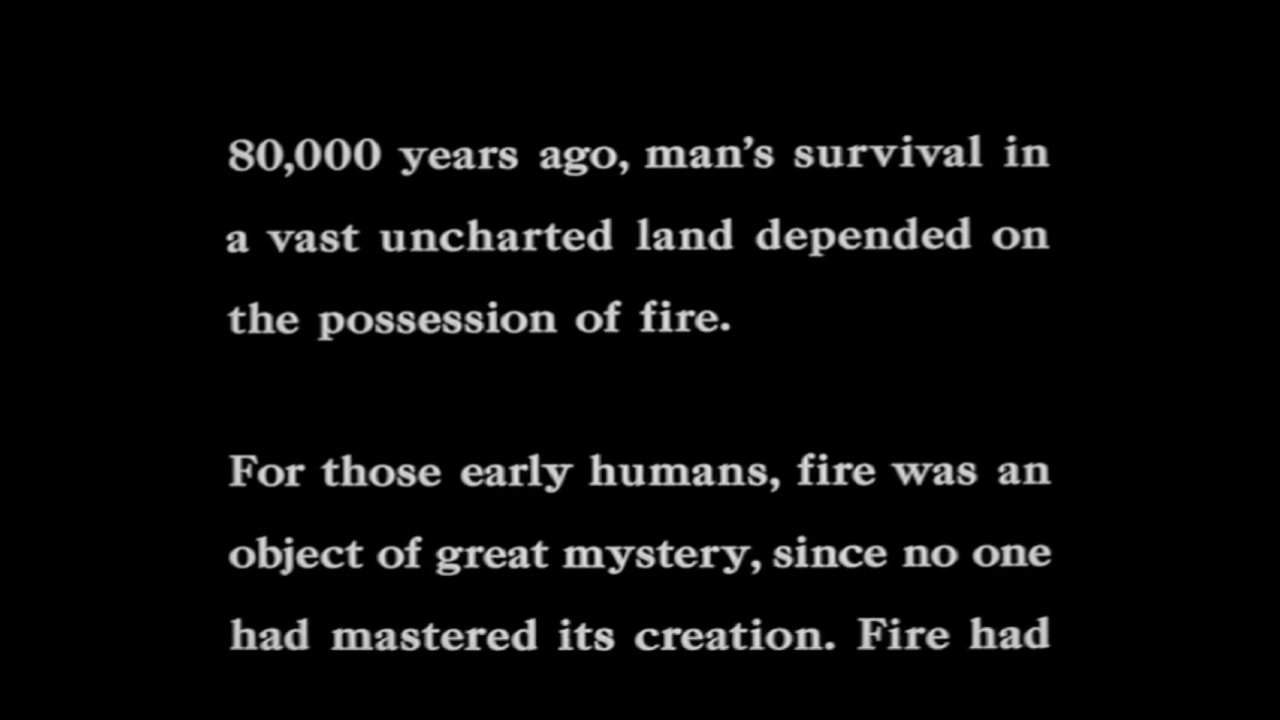 80,000 years ago, man's survival in
a vast uncharted land depended on
the possession of fire.
For those early humans, fire was an
object of great mystery, since no one
had mastered its creation. Fire had